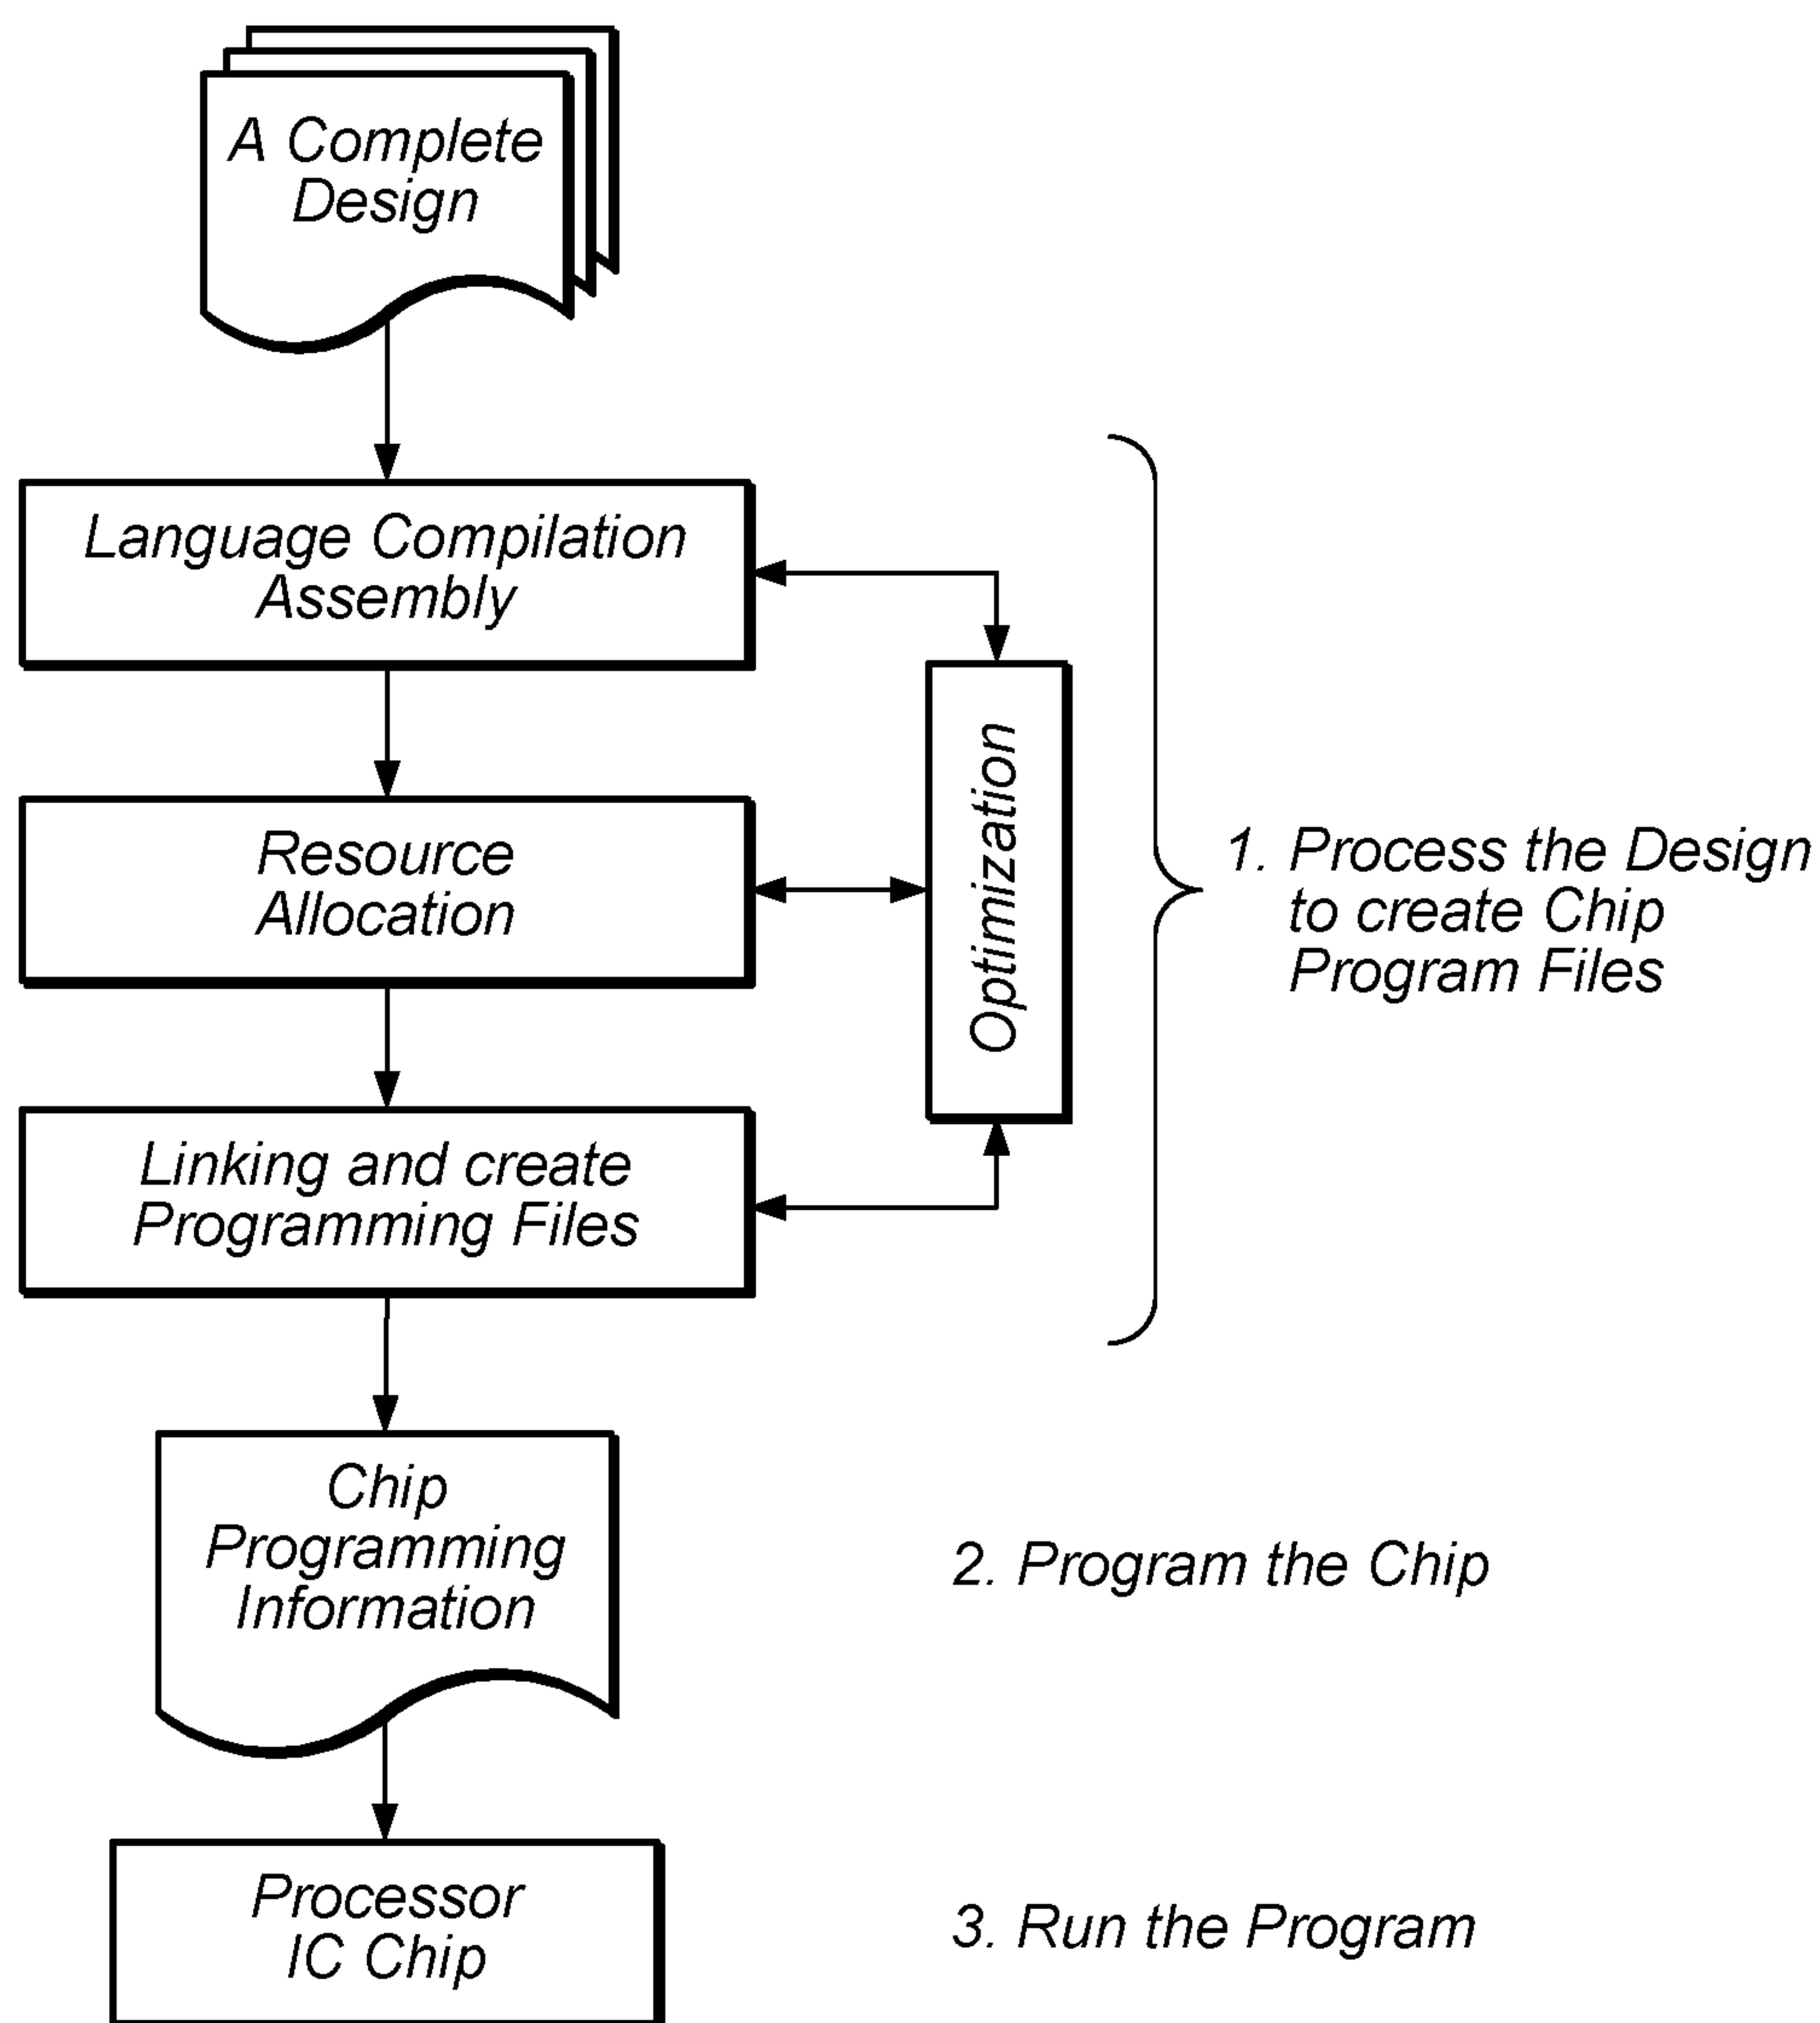 A Complete
Design
Language Compilation
Assembly
Resource
Allocation
Optimization
Linking and create
Programming Files
1. Process the Design
to create Chip
Program Files
Chip
Programming
Information
2. Program the Chip
Processor
IC Chip
3. Run the Program